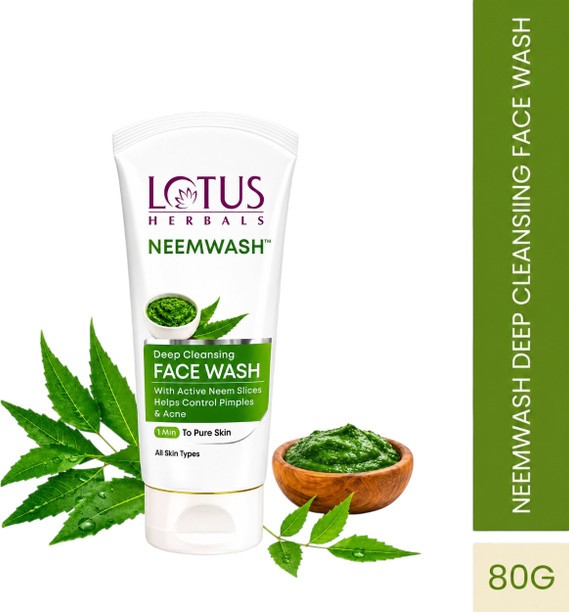 LOTUS
HERBALS
NEEMWASH™
Deep Cleansing
FACE WASH
With Active Neem Slices
Helps Control Pimples
& Acne
1 Min To Pure Skin
All Skin Types
NEEMWASH DEEP CLEANSIING FACE WASH
80G